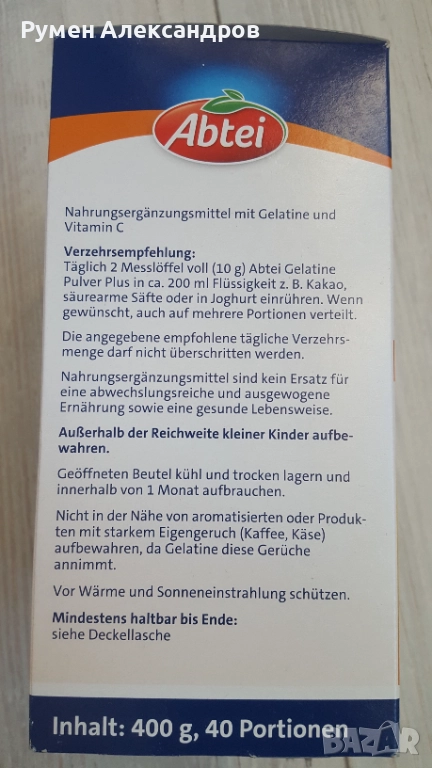 Румен Александров
Abtei
Nahrungsergänzungsmittel mit Gelatine und
Vitamin C
Verzehrsempfehlung:
Täglich 2 Messlöffel voll (10 g) Abtei Gelatine
Pulver Plus in ca. 200 ml Flüssigkeit z. B. Kakao,
säurearme Säfte oder in Joghurt einrühren. Wenn
gewünscht, auch auf mehrere Portionen verteilt.
Die angegebene empfohlene tägliche Verzehrs-
menge darf nicht überschritten werden.
Nahrungsergänzungsmittel sind kein Ersatz für
eine abwechslungsreiche und ausgewogene
Ernährung sowie eine gesunde Lebensweise.
Außerhalb der Reichweite kleiner Kinder aufbe-
wahren.
Geöffneten Beutel kühl und trocken lagern und
innerhalb von 1 Monat aufbrauchen.
Nicht in der Nähe von aromatisierten oder Produk-
ten mit starkem Eigengeruch (Kaffee, Käse)
aufbewahren, da Gelatine diese Gerüche
annimmt.
Vor Wärme und Sonneneinstrahlung schützen.
Mindestens haltbar bis Ende:
siehe Deckellasche
Inhalt: 400 g, 40 Portionen
BAZAR